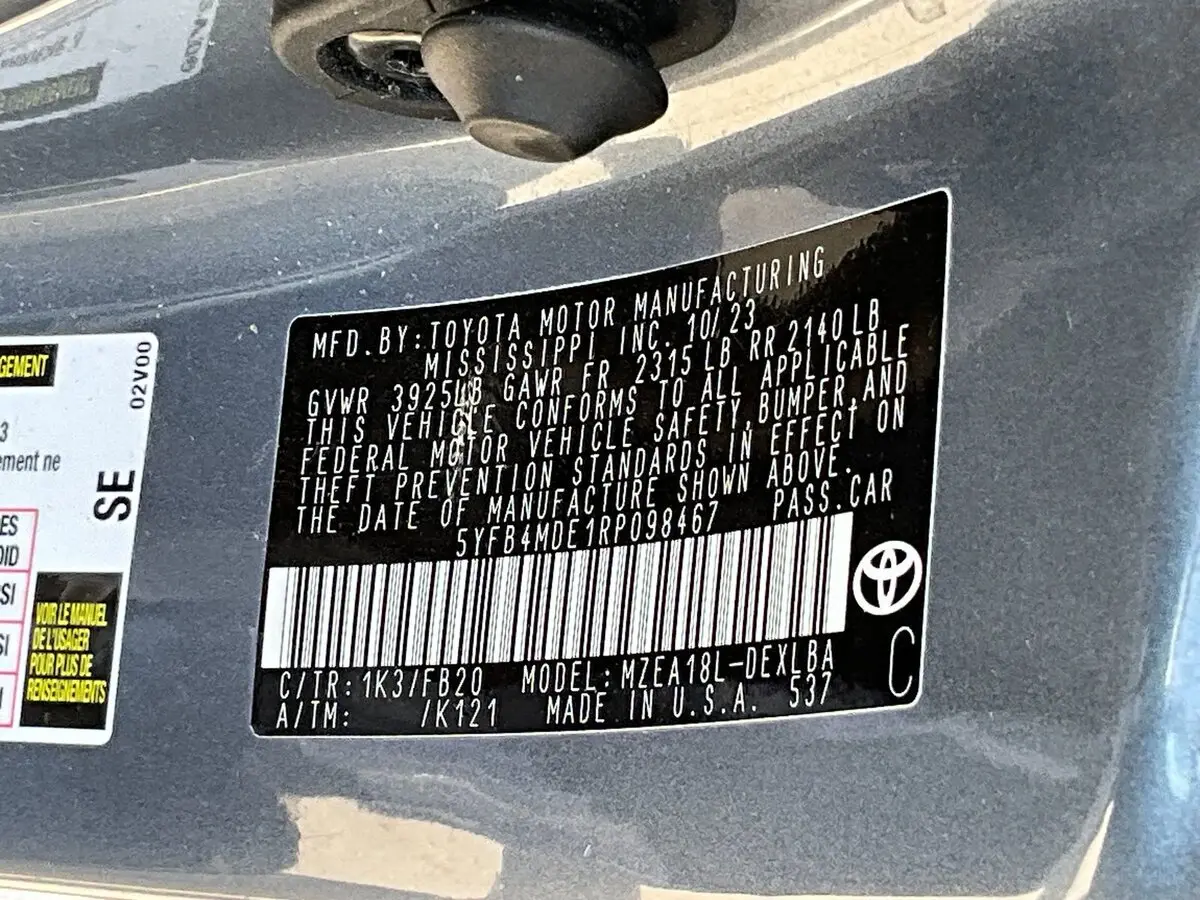 MFD.BY:TOYOTA MOTOR MANUFACTURING
MISSISSIPPI INC. 10/23
GVWR 3925LB GAWR FR 2315LB RR 2140LB
THIS VEHICLE CONFORMS TO ALL APPLICABLE
FEDERAL MOTOR VEHICLE SAFETY,BUMPER,AND
THEFT PREVENTION STANDARDS IN EFFECT ON
THE DATE OF MANUFACTURE SHOWN ABOVE.
5YFB4MDE1RP098467 PASS.CAR
C/TR:1K3/FB20 MODEL:MZEA18L-DEXLBA
A/TM: /K121 MADE IN U.S.A. 537
C
GEMENT
02V00
3
ement ne
SE
ES
OID
SI
SI
VOIR LE MANUEL
DE L'USAGER
POUR PLUS DE
RENSEIGNEMENTS